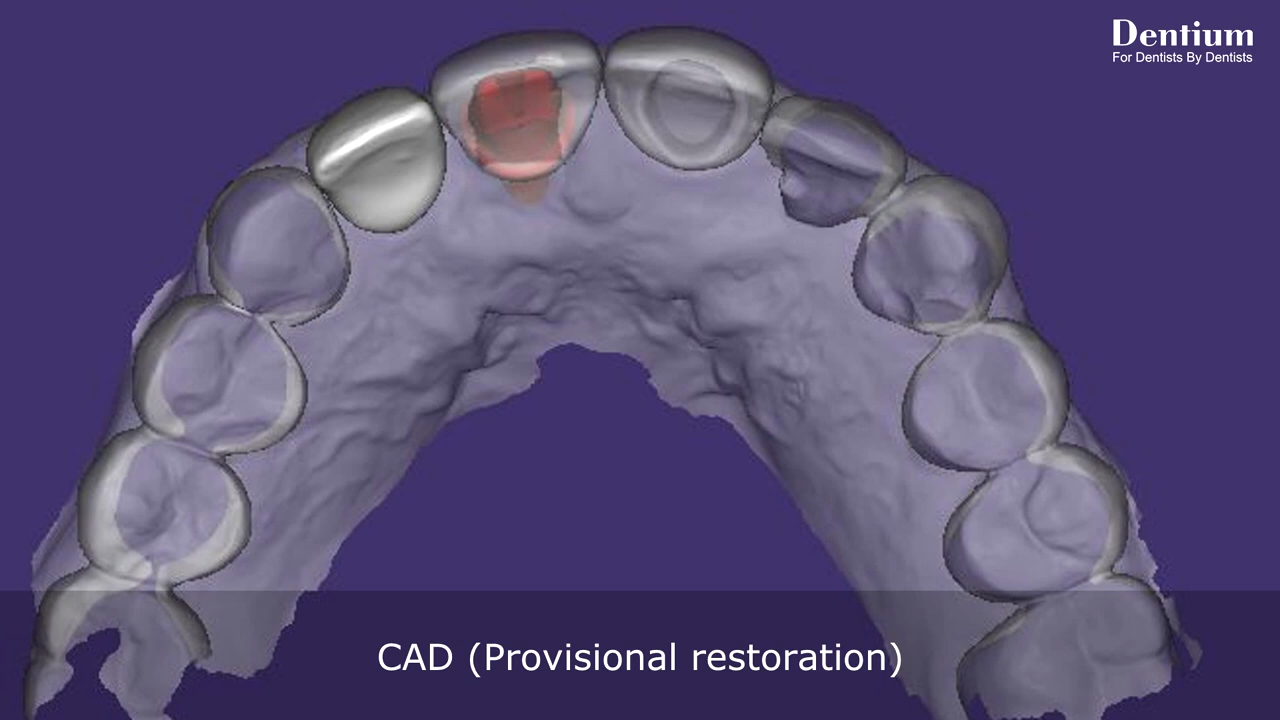 Dentium
For Dentists By Dentists
CAD (Provisional restoration)